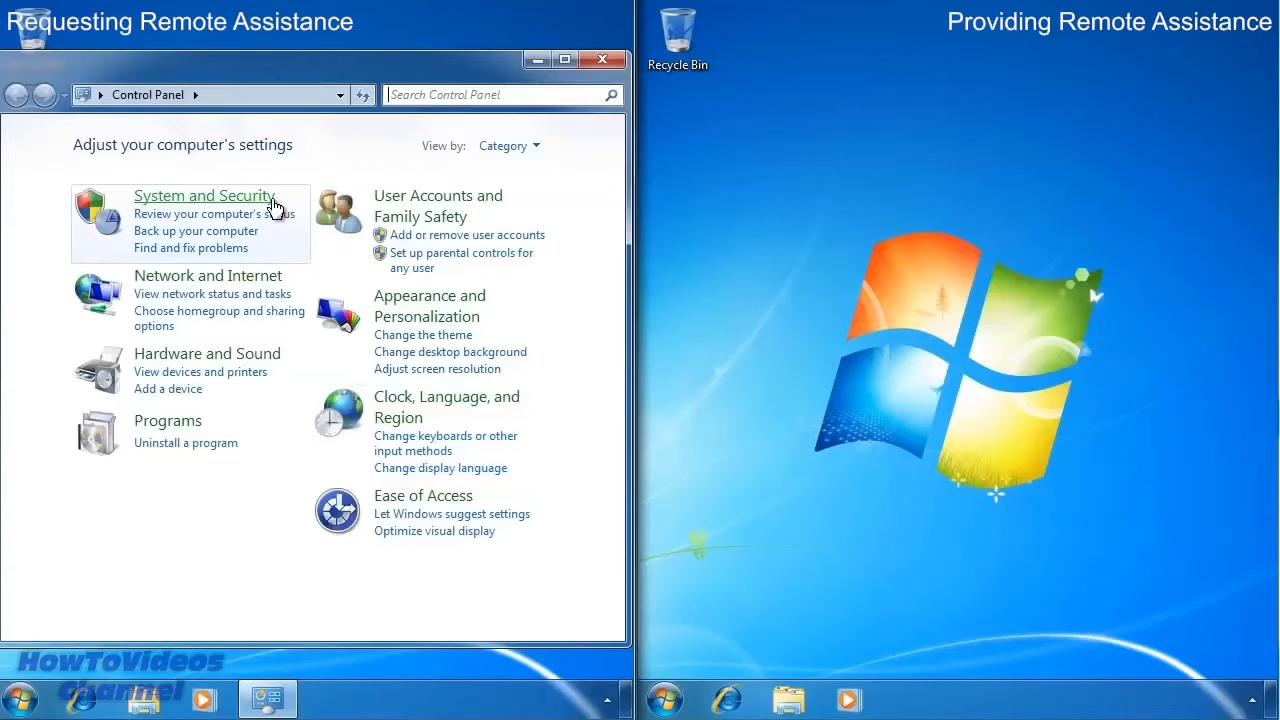 Requesting Remote Assistance
Providing Remote Assistance
Recycle Bin
Control Panel
Search Control Panel
Adjust your computer's settings
View by: Category
System and Security
Review your computer's status
Back up your computer
Find and fix problems
Network and Internet
View network status and tasks
Choose homegroup and sharing
options
Hardware and Sound
View devices and printers
Add a device
Programs
Uninstall a program
User Accounts and
Family Safety
Add or remove user accounts
Set up parental controls for
any user
Appearance and
Personalization
Change the theme
Change desktop background
Adjust screen resolution
Clock, Language, and
Region
Change keyboards or other
input methods
Change display language
Ease of Access
Let Windows suggest settings
Optimize visual display
HowToVideos
Channel